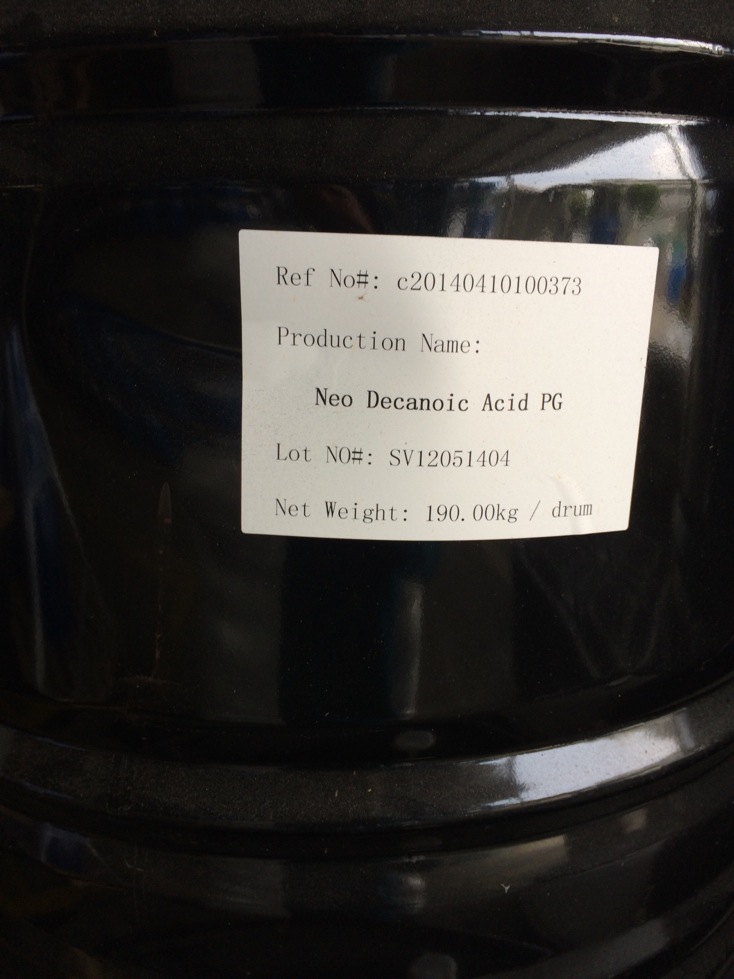 Ref No#: c20140410100373
Production Name:
Neo Decanoic Acid PG
Lot NO#: SV12051404
Net Weight: 190.00kg / drum